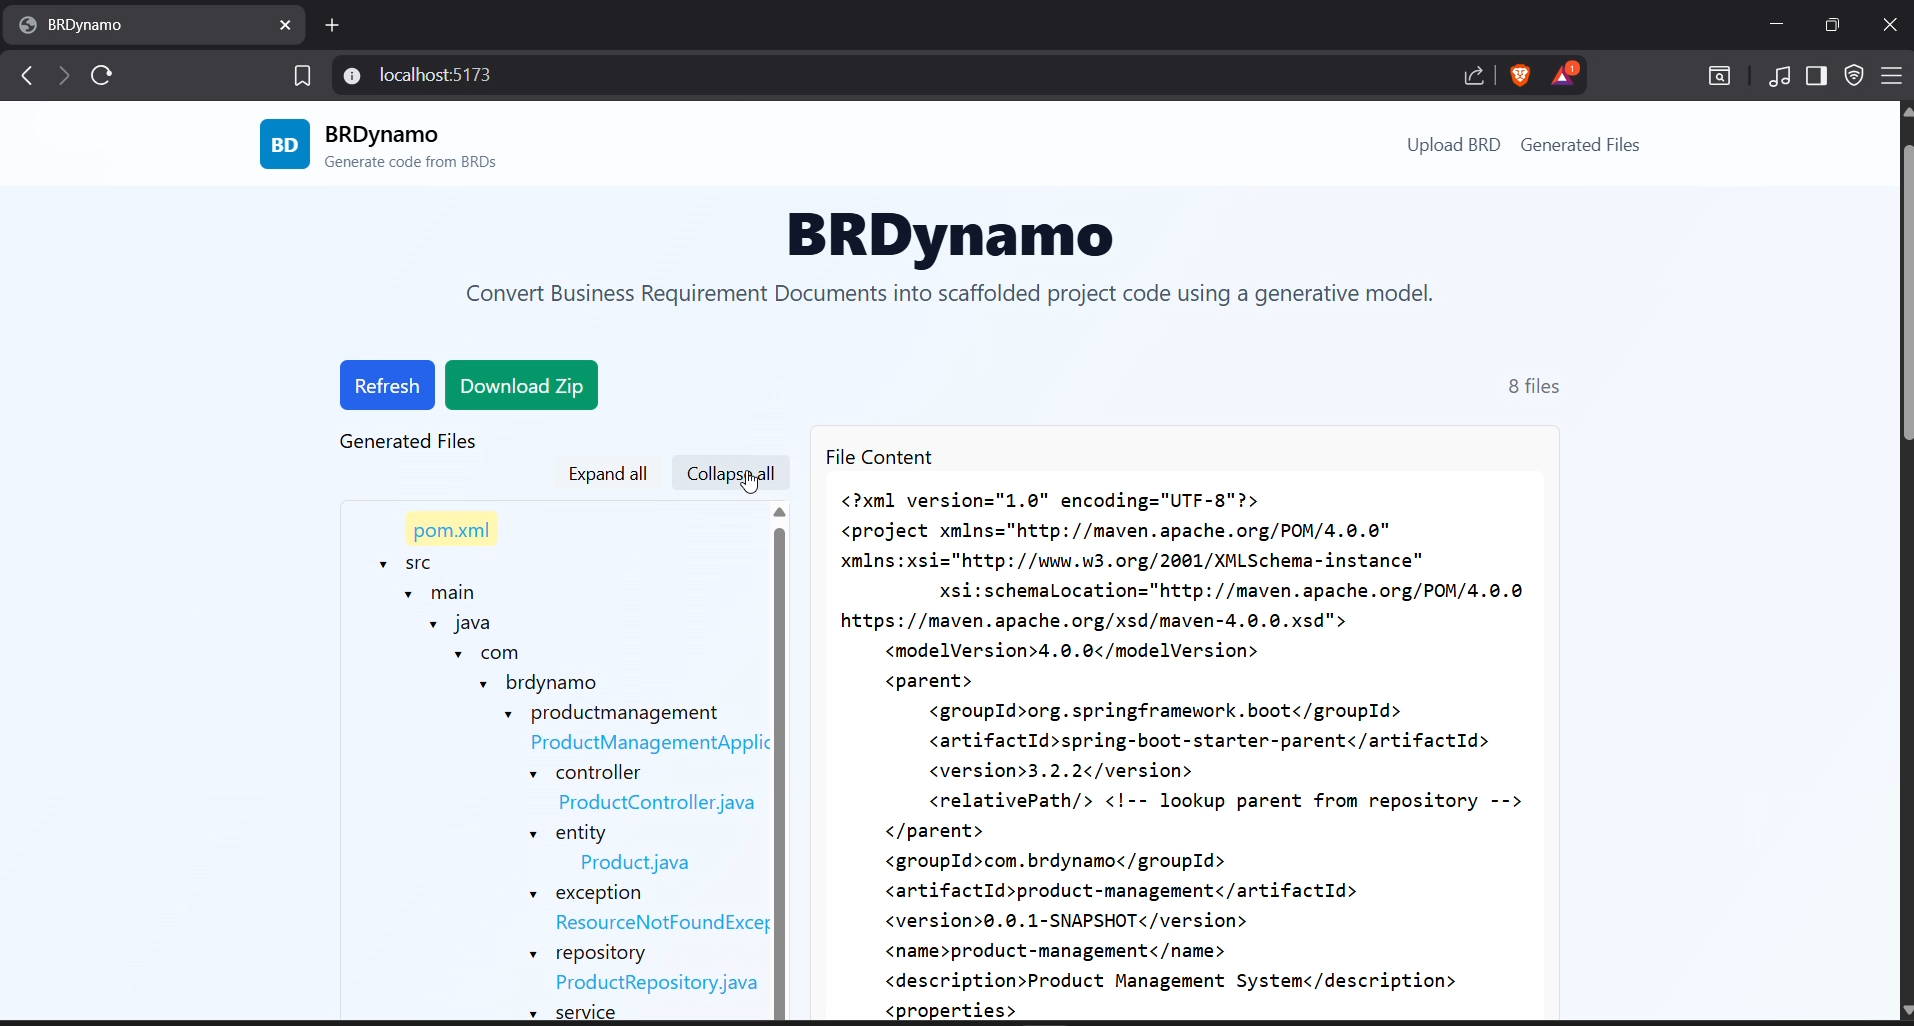 BRDynamo
localhost:5173
1
BD
BRDynamo
Generate code from BRDs
Upload BRD
Generated Files
BRDynamo
Convert Business Requirement Documents into scaffolded project code using a generative model.
Refresh
Download Zip
8 files
Generated Files
Expand all
Collapse all
pom.xml
src
main
java
com
brdynamo
productmanagement
ProductManagementApplic
controller
ProductController.java
entity
Product.java
exception
ResourceNotFoundExcep
repository
ProductRepository.java
service
File Content
<?xml version="1.0" encoding="UTF-8"?>
<project xmlns="http://maven.apache.org/POM/4.0.0"
xmlns:xsi="http://www.w3.org/2001/XMLSchema-instance"
xsi:schemaLocation="http://maven.apache.org/POM/4.0.0
https://maven.apache.org/xsd/maven-4.0.0.xsd">
<modelVersion>4.0.0</modelVersion>
<parent>
<groupId>org.springframework.boot</groupId>
<artifactId>spring-boot-starter-parent</artifactId>
<version>3.2.2</version>
<relativePath/> <!-- lookup parent from repository -->
</parent>
<groupId>com.brdynamo</groupId>
<artifactId>product-management</artifactId>
<version>0.0.1-SNAPSHOT</version>
<name>product-management</name>
<description>Product Management System</description>
<properties>